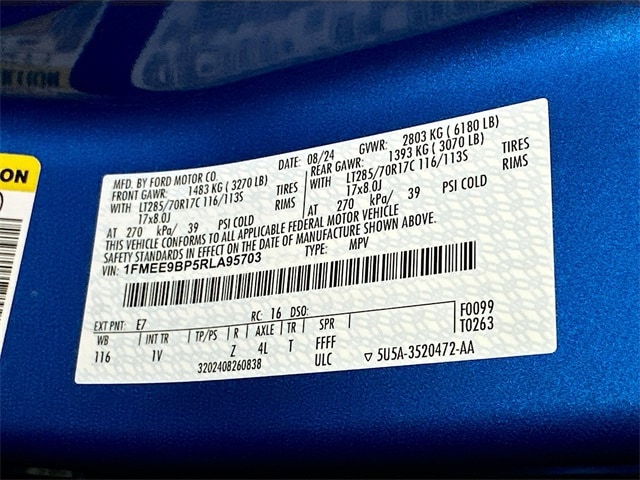 ON
MFD. BY FORD MOTOR CO. DATE: 08/24 GVWR: 2803 KG ( 6180 LB)
FRONT GAWR: 1483 KG ( 3270 LB) REAR GAWR: 1393 KG ( 3070 LB)
WITH LT285/70R17C 116/113S TIRES WITH LT285/70R17C 116/113S TIRES
17x8.0J RIMS 17x8.0J RIMS
AT 270 kPa/ 39 PSI COLD AT 270 kPa/ 39 PSI COLD
THIS VEHICLE CONFORMS TO ALL APPLICABLE FEDERAL MOTOR VEHICLE
SAFETY STANDARDS IN EFFECT ON THE DATE OF MANUFACTURE SHOWN ABOVE.
VIN: 1FMEE9BP5RLA95703 TYPE: MPV
EXT PNT: E7 RC: 16 DSO: F0099
WB INT TR TP/PS R AXLE TR SPR T0263
116 1V Z 4L T FFFF
3202408260838 ULC ▽ 5U5A-3520472-AA